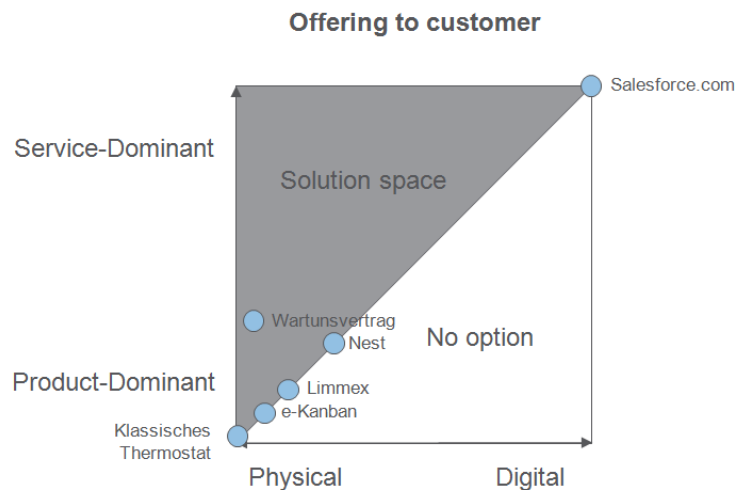 Offering to customer
Salesforce.com
Service-Dominant
Solution space
Wartunsvertrag
Nest
No option
Product-Dominant
Limmex
e-Kanban
Klassisches
Thermostat
Physical
Digital